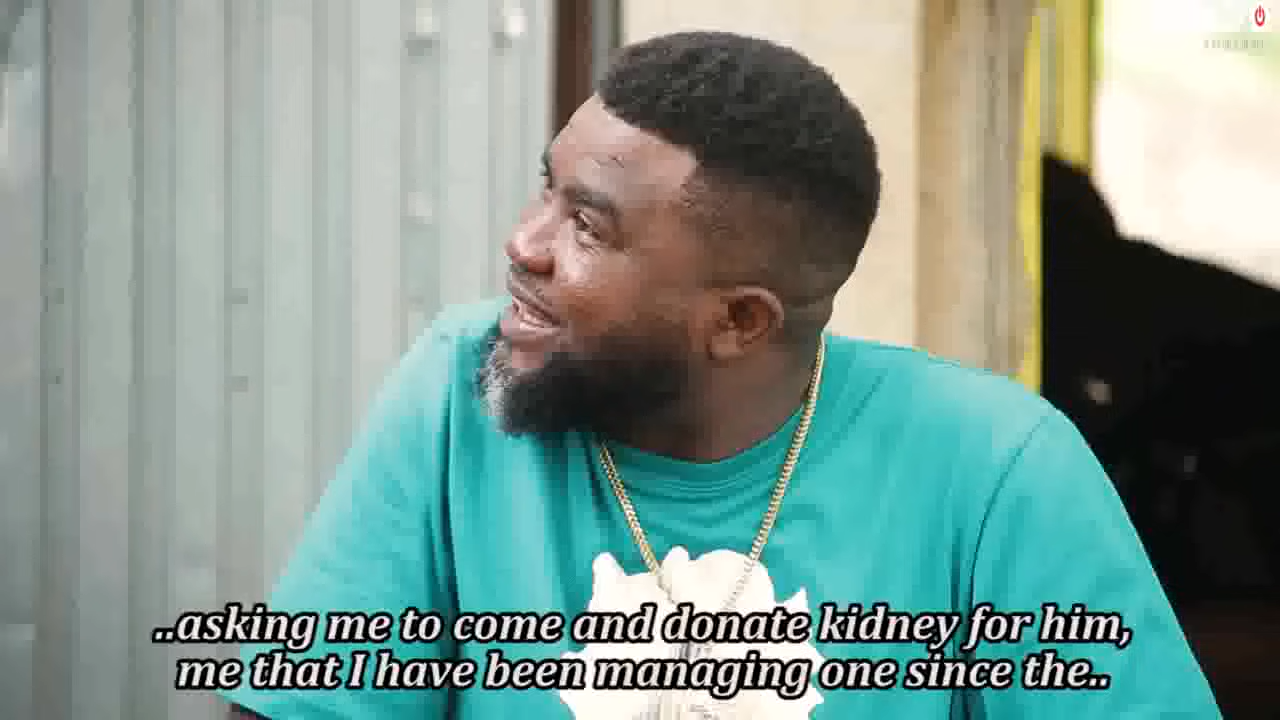 ..asking me to come and donate kidney for him,
me that I have been managing one since the..